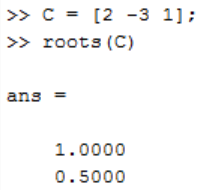 >> C = [2 -3 1];
>> roots(C)
ans =
1.0000
0.5000